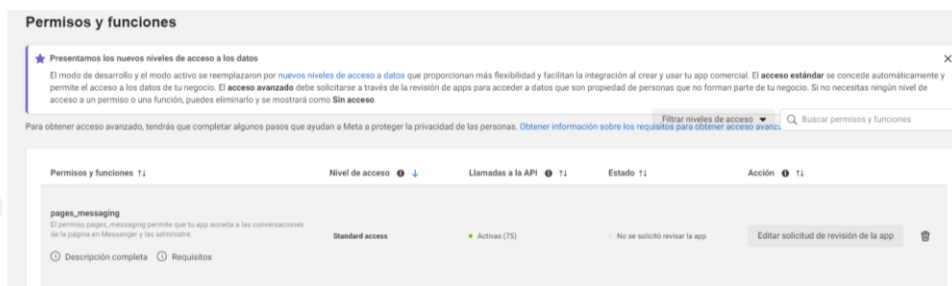 Permisos y funciones
Presentamos los nuevos niveles de acceso a los datos
El modo de desarrollo y el modo activo se reemplazaron por nuevos niveles de acceso a datos que proporcionan más flexibilidad y facilitan la integración al crear y usar tu app comercial. El acceso estándar se concede automáticamente y
permite el acceso a los datos de tu negocio. El acceso avanzado debe solicitarse a través de la revisión de apps para acceder a datos que son propiedad de personas que no forman parte de tu negocio. Si no necesitas ningún nivel de
acceso a un permiso o una función, puedes eliminarlo y se mostrará como Sin acceso.
Filtrar niveles de acceso
Buscar permisos y funciones
Para obtener acceso avanzado, tendrás que completar algunos pasos que ayudan a Meta a proteger la privacidad de las personas. Obtener información sobre los requisitos para obtener acceso
Permisos y funciones Nivel de acceso Llamadas a la API Estado Acción
pages_messaging
El permiso pages_messaging permite que tu app acceda a las conversaciones
de la página en Messenger y las administre.
Standard access Activas (75) No se solicitó revisar la app Editar solicitud de revisión de la app
Descripción completa Requisitos